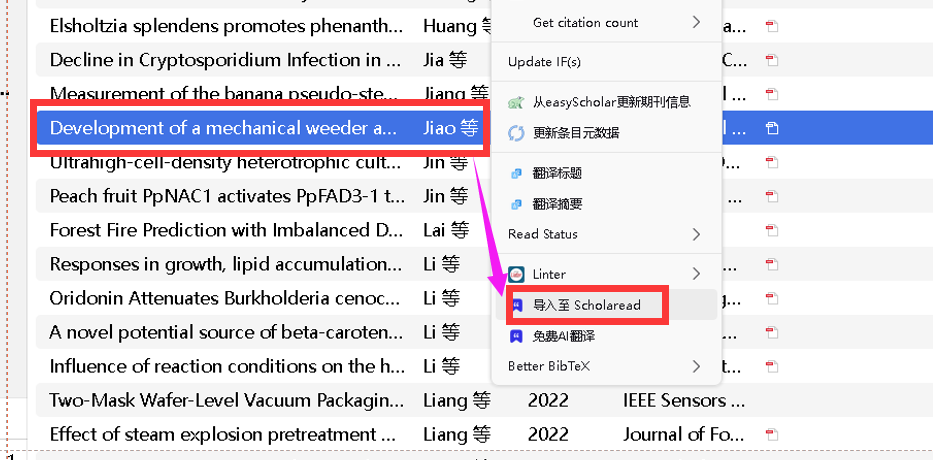 Elsholtzia splendens promotes phenanth... Huang 等 Get citation count a...
Decline in Cryptosporidium Infection in ... Jia 等 Update IF(s) C...
Measurement of the banana pseudo-ste... Jiang 等 从easyScholar更新期刊信息 l ...
Development of a mechanical weeder a... Jiao 等 更新条目元数据 l ...
Ultrahigh-cell-density heterotrophic cult... Jin 等 翻译标题 ...
Peach fruit PpNAC1 activates PpFAD3-1 t... Jin 等 翻译摘要 ...
Forest Fire Prediction with Imbalanced D... Lai 等 Read Status
Responses in growth, lipid accumulation... Li 等 Linter ...
Oridonin Attenuates Burkholderia cenoc... Li 等 导入至 Scholaread g...
A novel potential source of beta-caroten... Li 等 免费AI翻译 ...
Influence of reaction conditions on the h... Li 等 Better BibTeX t...
Two-Mask Wafer-Level Vacuum Packagin... Liang 等 2022 IEEE Sensors ...
Effect of steam explosion pretreatment ... Liang 等 2022 Journal of Fo...